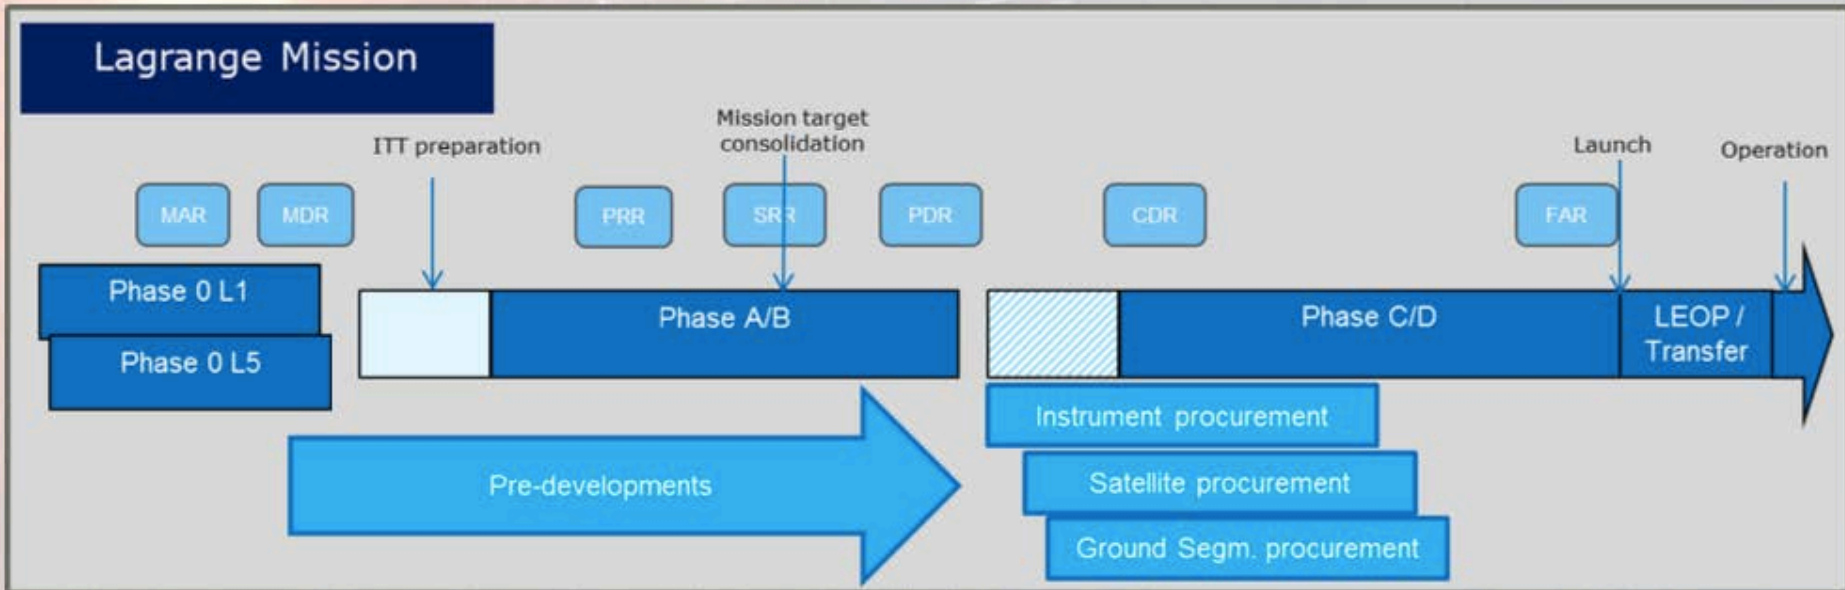 Lagrange Mission
ITT preparation
Mission target
consolidation
Launch
Operation
MAR
MDR
PRR
SRR
PDR
CDR
FAR
Phase 0 L1
Phase 0 L5
Phase A/B
Phase C/D
LEOP /
Transfer
Pre-developments
Instrument procurement
Satellite procurement
Ground Segm. procurement